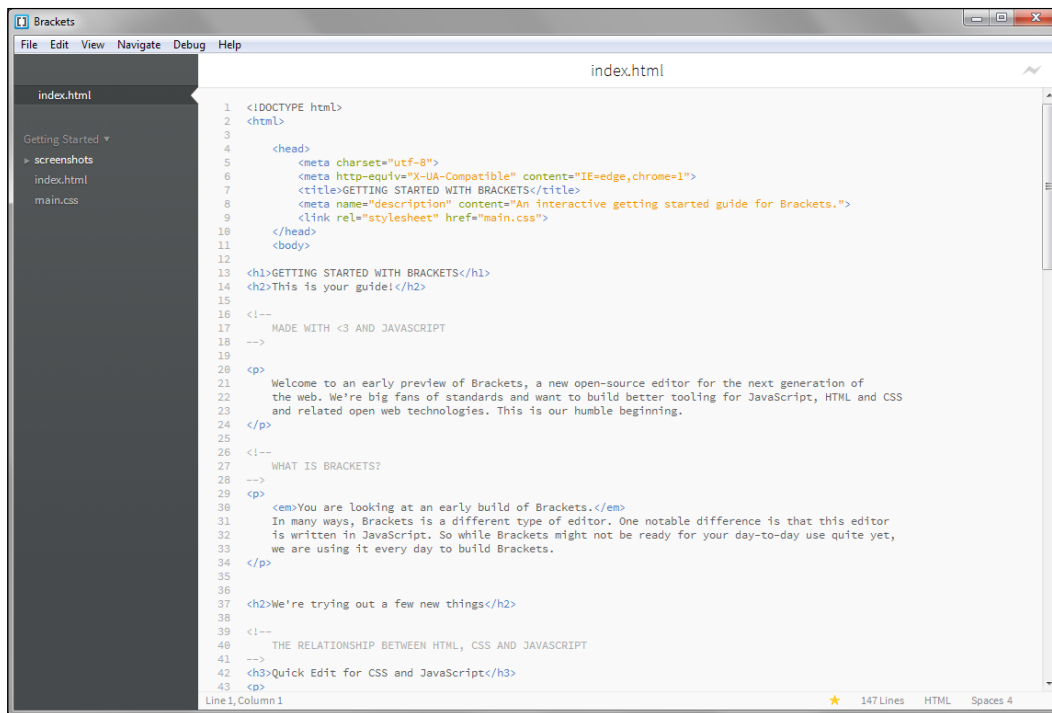 Brackets
File Edit View Navigate Debug Help
index.html
Getting Started
screenshots
index.html
main.css
index.html
1 <!DOCTYPE html>
2 <html>
3
4 <head>
5 <meta charset="utf-8">
6 <meta http-equiv="X-UA-Compatible" content="IE=edge,chrome=1">
7 <title>GETTING STARTED WITH BRACKETS</title>
8 <meta name="description" content="An interactive getting started guide for Brackets.">
9 <link rel="stylesheet" href="main.css">
10 </head>
11 <body>
12
13 <h1>GETTING STARTED WITH BRACKETS</h1>
14 <h2>This is your guide!</h2>
15
16 <!--
17 MADE WITH <3 AND JAVASCRIPT
18 -->
19
20 <p>
21 Welcome to an early preview of Brackets, a new open-source editor for the next generation of
22 the web. We're big fans of standards and want to build better tooling for JavaScript, HTML and CSS
23 and related open web technologies. This is our humble beginning.
24 </p>
25
26 <!--
27 WHAT IS BRACKETS?
28 -->
29 <p>
30 <em>You are looking at an early build of Brackets.</em>
31 In many ways, Brackets is a different type of editor. One notable difference is that this editor
32 is written in JavaScript. So while Brackets might not be ready for your day-to-day use quite yet,
33 we are using it every day to build Brackets.
34 </p>
35
36
37 <h2>We're trying out a few new things</h2>
38
39 <!--
40 THE RELATIONSHIP BETWEEN HTML, CSS AND JAVASCRIPT
41 -->
42 <h3>Quick Edit for CSS and JavaScript</h3>
43 <p>
Line 1, Column 1 147 Lines HTML Spaces 4